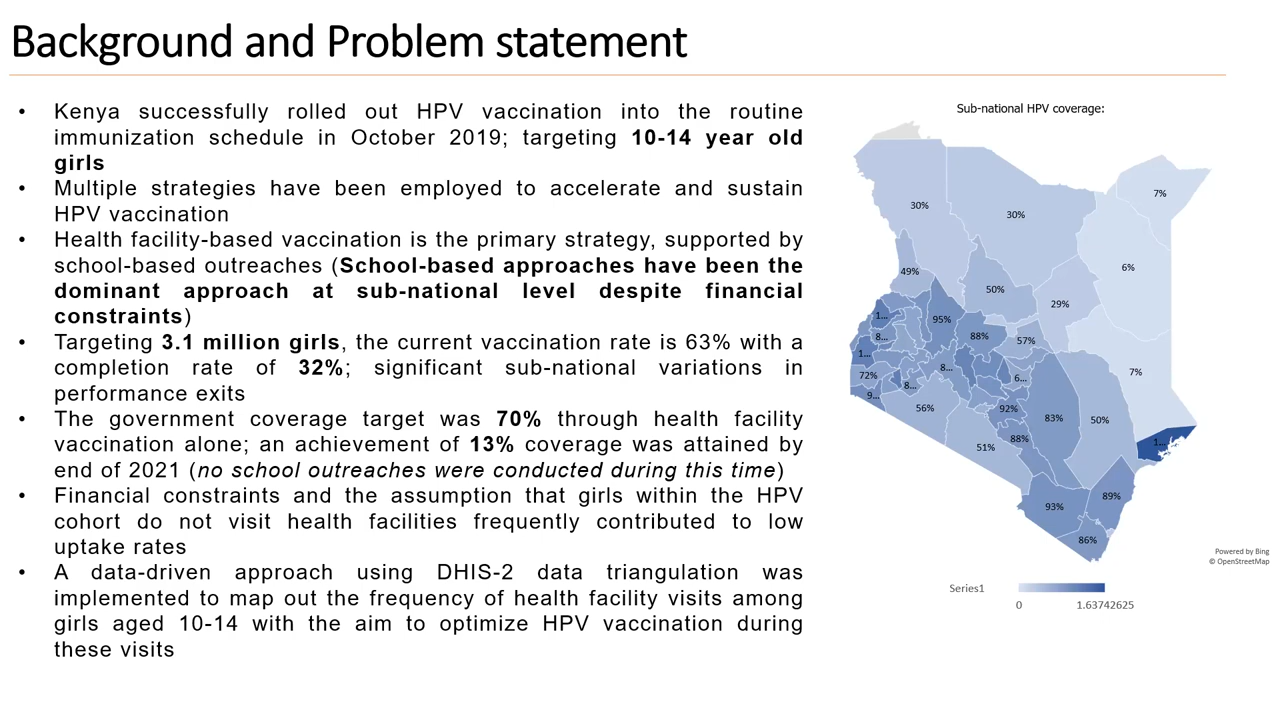 Background and Problem statement
• Kenya successfully rolled out HPV vaccination into the routine
immunization schedule in October 2019; targeting 10-14 year old
girls
• Multiple strategies have been employed to accelerate and sustain
HPV vaccination
• Health facility-based vaccination is the primary strategy, supported by
school-based outreaches (School-based approaches have been the
dominant approach at sub-national level despite financial
constraints)
• Targeting 3.1 million girls, the current vaccination rate is 63% with a
completion rate of 32%; significant sub-national variations in
performance exits
• The government coverage target was 70% through health facility
vaccination alone; an achievement of 13% coverage was attained by
end of 2021 (no school outreaches were conducted during this time)
• Financial constraints and the assumption that girls within the HPV
cohort do not visit health facilities frequently contributed to low
uptake rates
• A data-driven approach using DHIS-2 data triangulation was
implemented to map out the frequency of health facility visits among
girls aged 10-14 with the aim to optimize HPV vaccination during
these visits
Sub-national HPV coverage:
7%
30%
30%
6%
49%
50%
29%
1...
95%
8...
88%
57%
1...
8...
7%
72%
6...
8...
9...
56%
92%
83%
50%
88%
51%
1...
89%
93%
86%
Powered by Bing
© OpenStreetMap
Series1
0 1.63742625